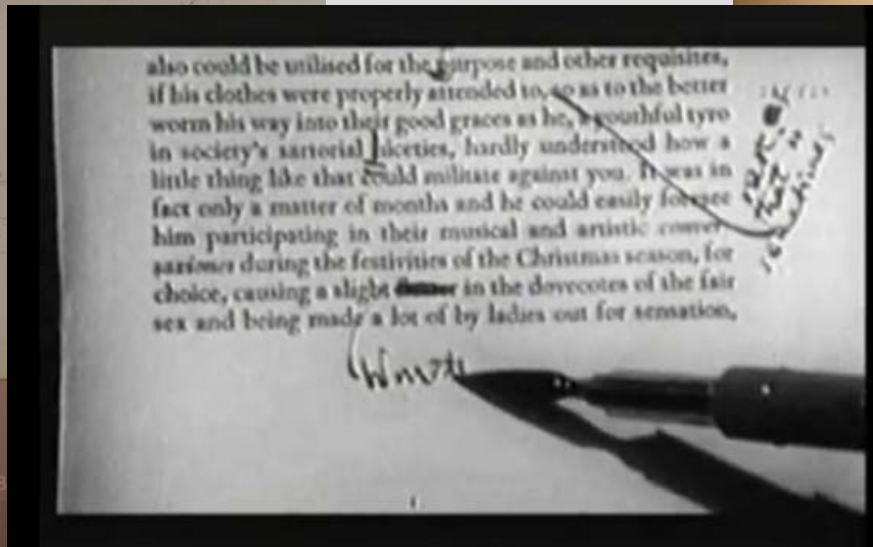 also could be utilised for the purpose and other requisites,
if his clothes were properly attended to, so as to the better
worm his way into their good graces as he, a youthful tyro
in society's sartorial niceties, hardly understood how a
little thing like that could militate against you. It was in
fact only a matter of months and he could easily foresee
him participating in their musical and artistic conver-
saziones during the festivities of the Christmas season, for
choice, causing a slight in the dovecotes of the fair
sex and being made a lot of by ladies out for sensation,
that